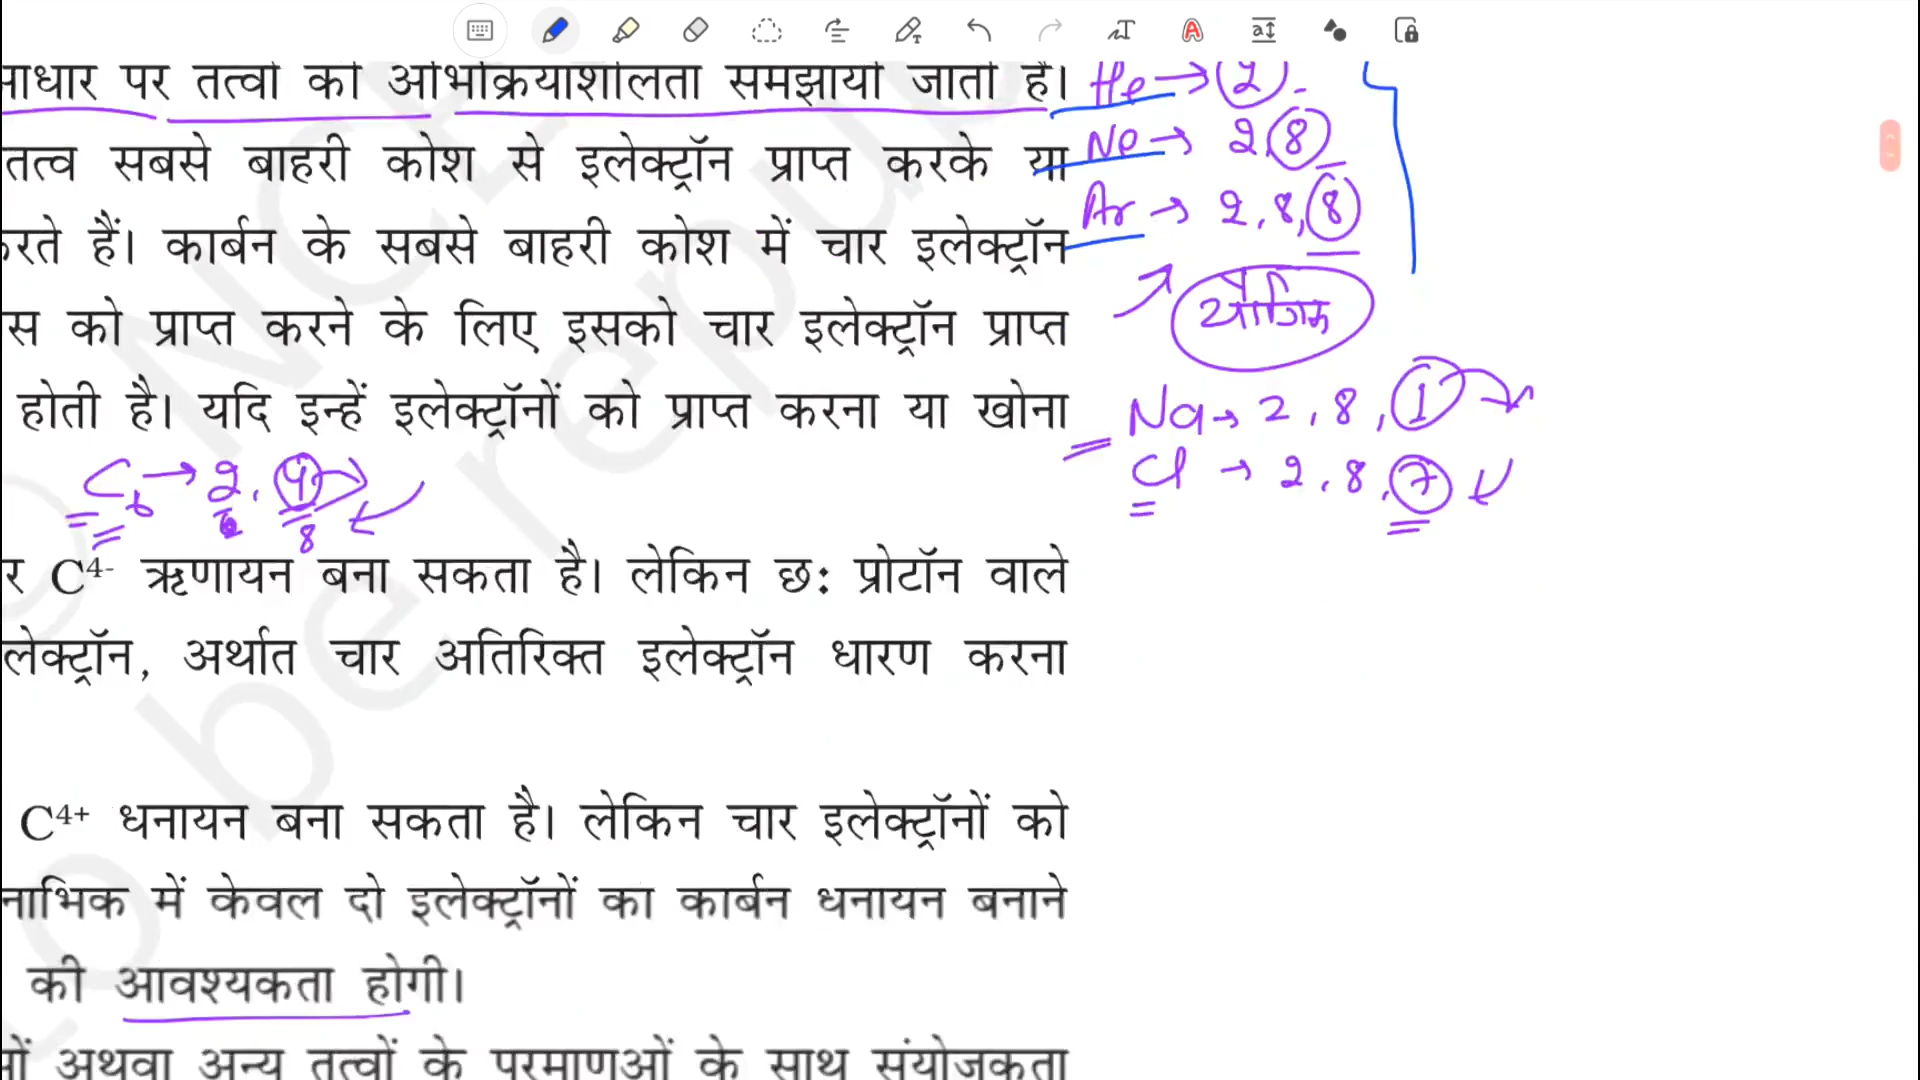 पर तत्वों की अभिक्रियाशीलता समझायी जाती है। He → (2).
तत्व सबसे बाहरी कोश से इलेक्ट्रॉन प्राप्त करके या Ne → 2,8
करते हैं। कार्बन के सबसे बाहरी कोश में चार इलेक्ट्रॉन Ar → 2, 8, 8
स को प्राप्त करने के लिए इसको चार इलेक्ट्रॉन प्राप्त यौगिक
होती है। यदि इन्हें इलेक्ट्रॉनों को प्राप्त करना या खोना Na → 2, 8, 1
C6 → 2, 4 Cl → 2, 8, 7
8
र C4- ऋणायन बना सकता है। लेकिन छः प्रोटॉन वाले
लेक्ट्रॉन, अर्थात चार अतिरिक्त इलेक्ट्रॉन धारण करना
C4+ धनायन बना सकता है। लेकिन चार इलेक्ट्रॉनों को
नाभिक में केवल दो इलेक्ट्रॉनों का कार्बन धनायन बनाने
की आवश्यकता होगी।
अथवा अन्य तत्वों के परमाणुओं के साथ संयोजकता